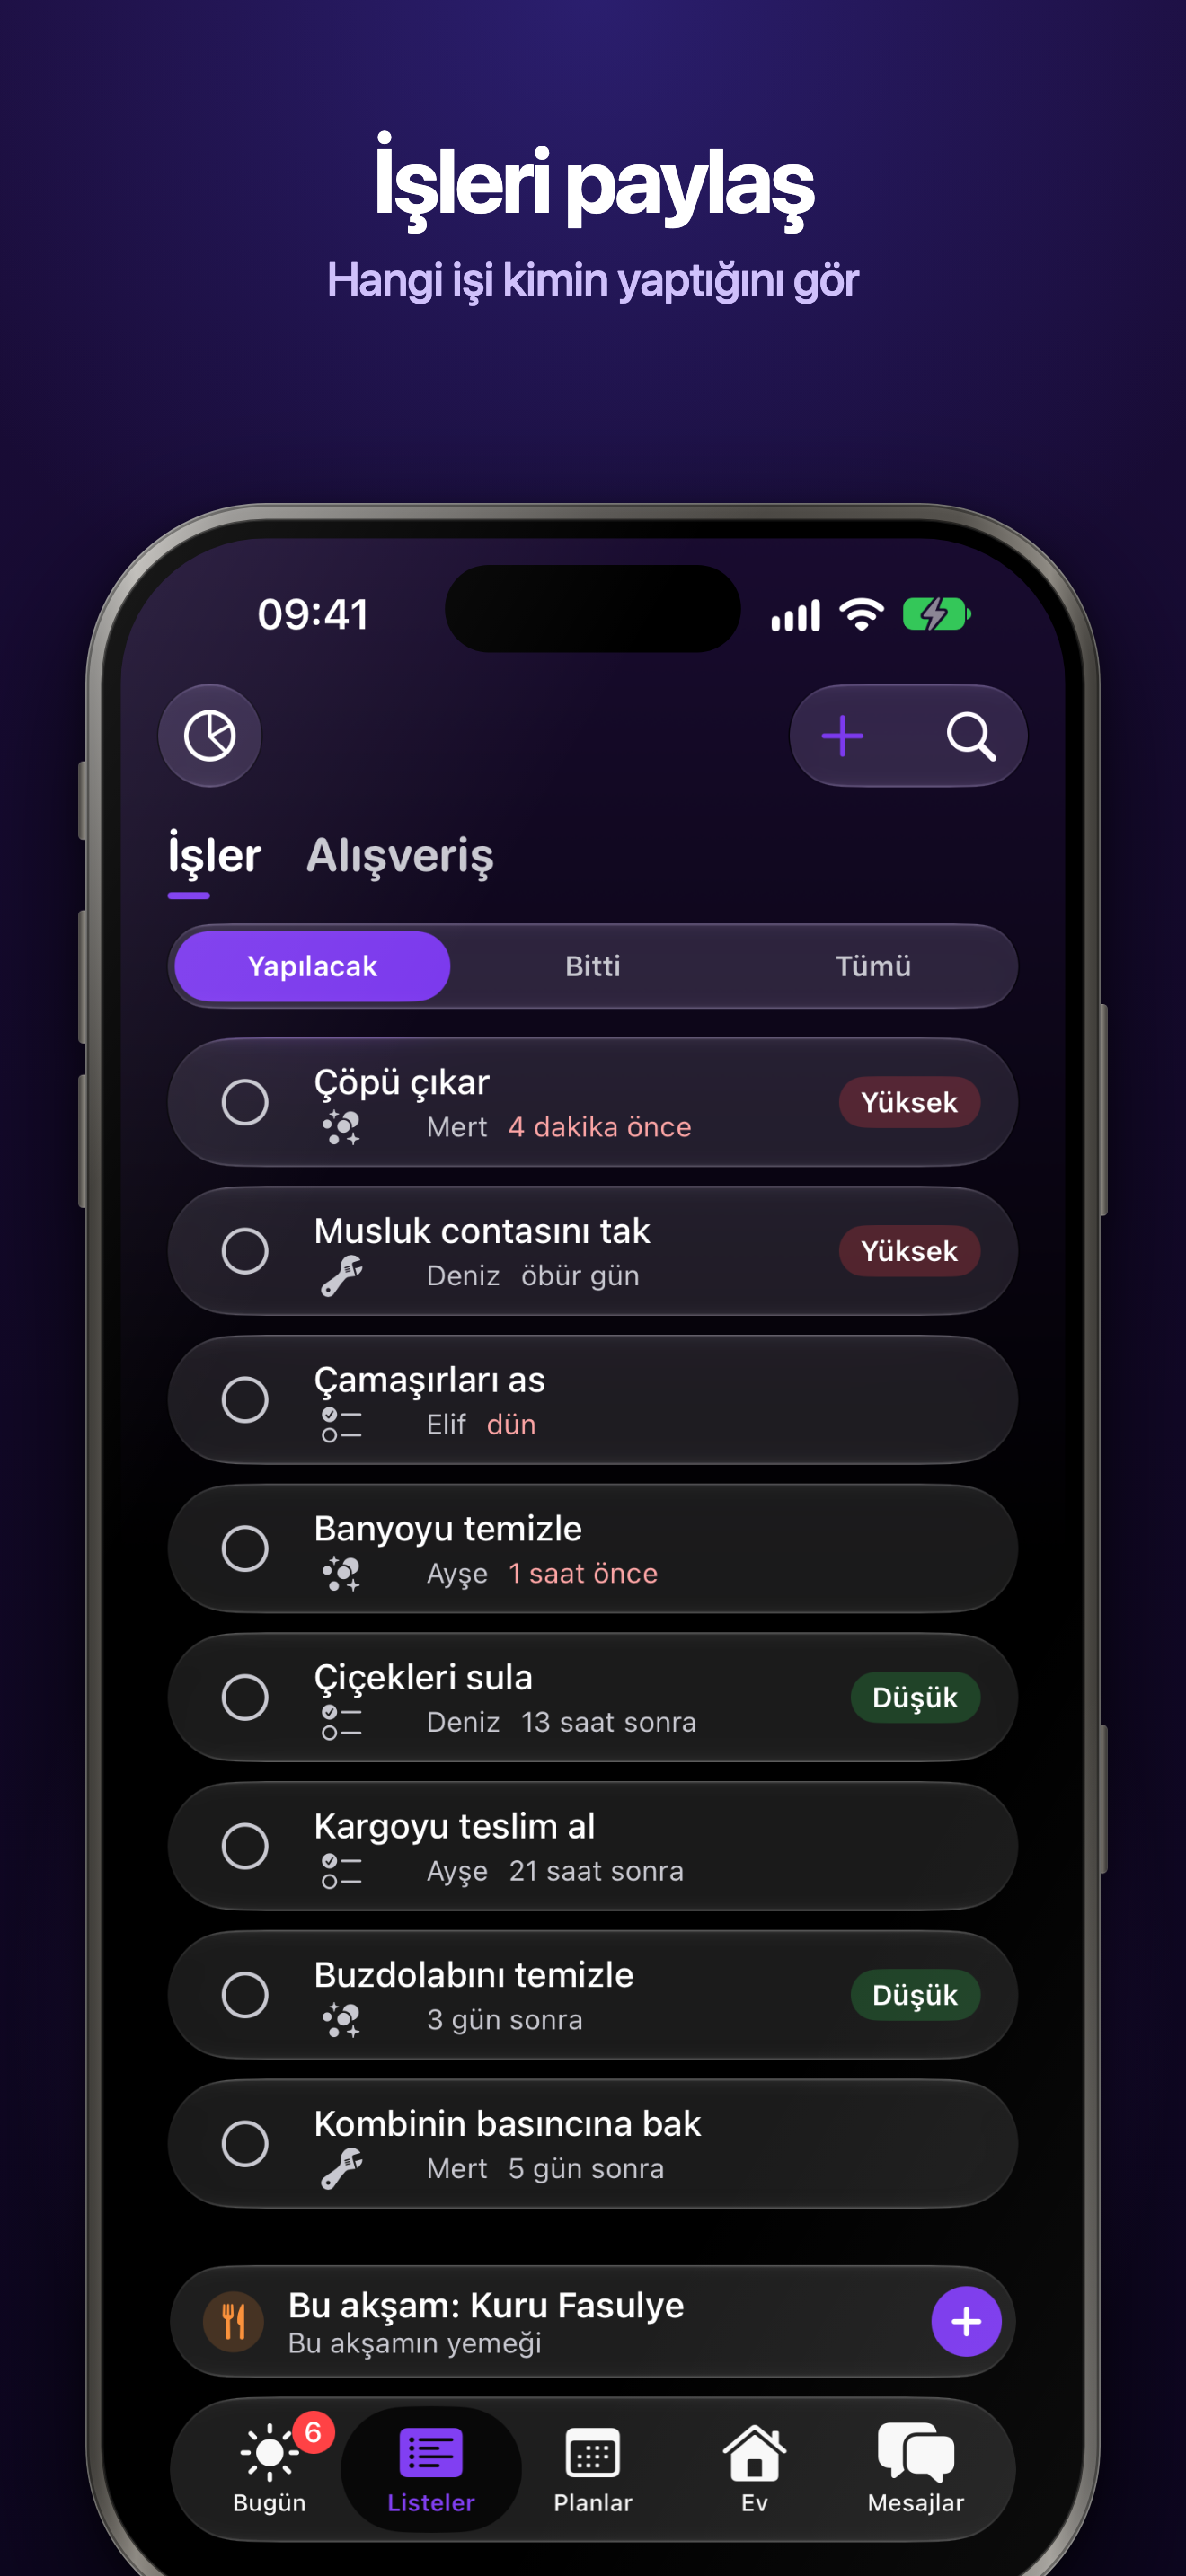 İşleri paylaş
Hangi işi kimin yaptığını gör
09:41
İşler Alışveriş
Yapılacak Bitti Tümü
Çöpü çıkar
Mert 4 dakika önce
Yüksek
Musluk contasını tak
Deniz öbür gün
Yüksek
Çamaşırları as
Elif dün
Banyoyu temizle
Ayşe 1 saat önce
Çiçekleri sula
Deniz 13 saat sonra
Düşük
Kargoyu teslim al
Ayşe 21 saat sonra
Buzdolabını temizle
3 gün sonra
Düşük
Kombinin basıncına bak
Mert 5 gün sonra
Bu akşam: Kuru Fasulye
Bu akşamın yemeği
6
Bugün Listeler Planlar Ev Mesajlar